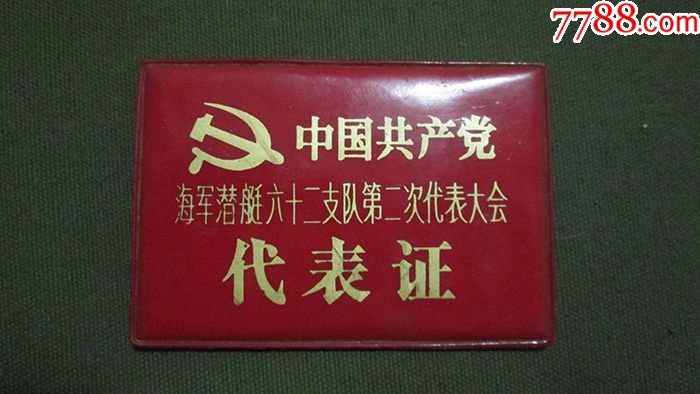 7788.com
中国共产党
海军潜艇六十二支队第二次代表大会
代表证